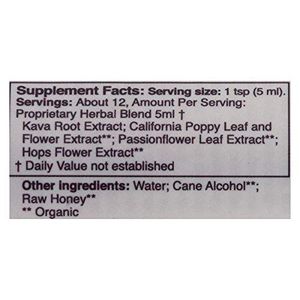 Supplement Facts: Serving size: 1 tsp (5 ml).
Servings: About 12, Amount Per Serving:
Proprietary Herbal Blend 5ml †
Kava Root Extract; California Poppy Leaf and
Flower Extract**; Passionflower Leaf Extract**;
Hops Flower Extract**
† Daily Value not established
Other Ingredients: Water; Cane Alcohol**;
Raw Honey**
** Organic